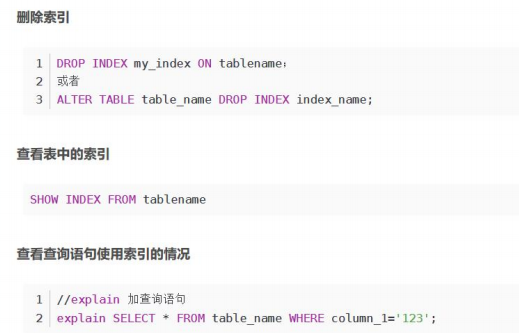 删除索引
1 DROP INDEX my_index ON tablename；
2 或者
3 ALTER TABLE table_name DROP INDEX index_name;
查看表中的索引
SHOW INDEX FROM tablename
查看查询语句使用索引的情况
1 //explain 加查询语句
2 explain SELECT * FROM table_name WHERE column_1='123';